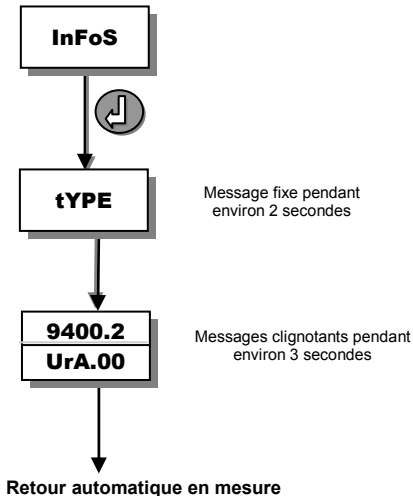 InFoS
tYPE
Message fixe pendant
environ 2 secondes
9400.2
UrA.00
Messages clignotants pendant
environ 3 secondes
Retour automatique en mesure